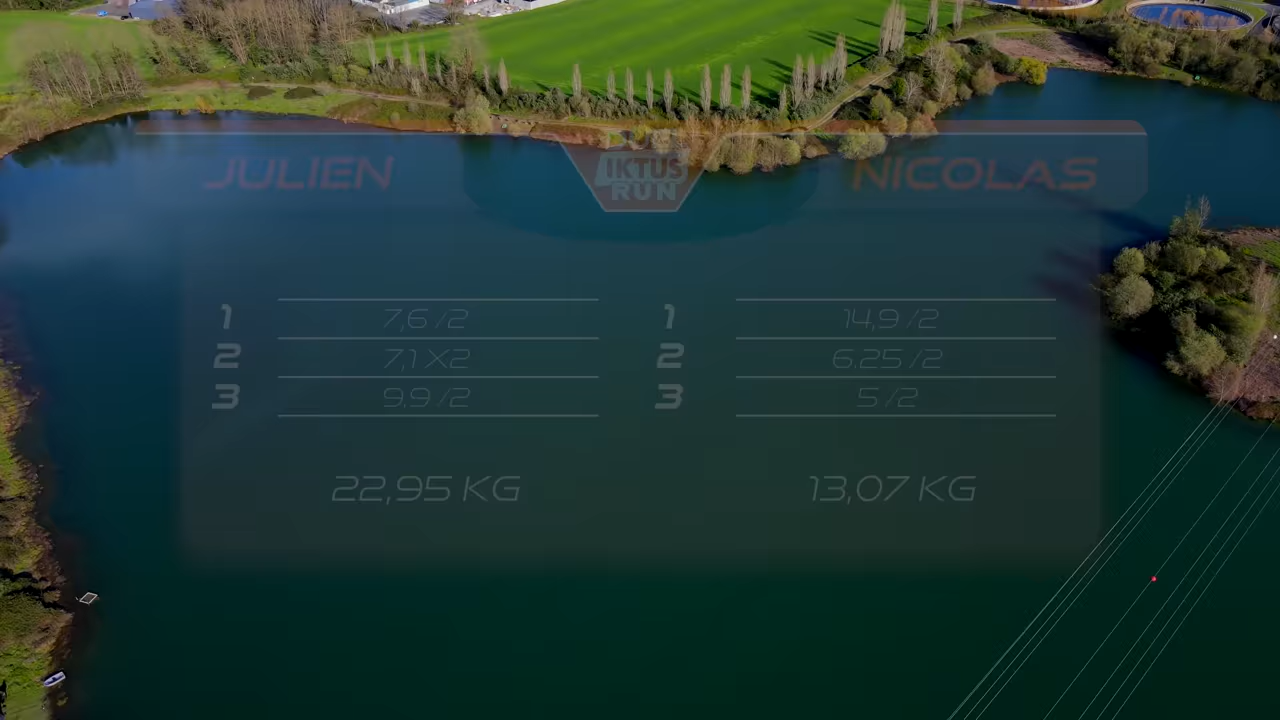 JULIEN
IKTUS
RUN
NICOLAS
1 7,6 /2
2 7,1 X2
3 9,9 /2
22,95 KG
1 14,9 /2
2 6.25 /2
3 5 /2
13,07 KG